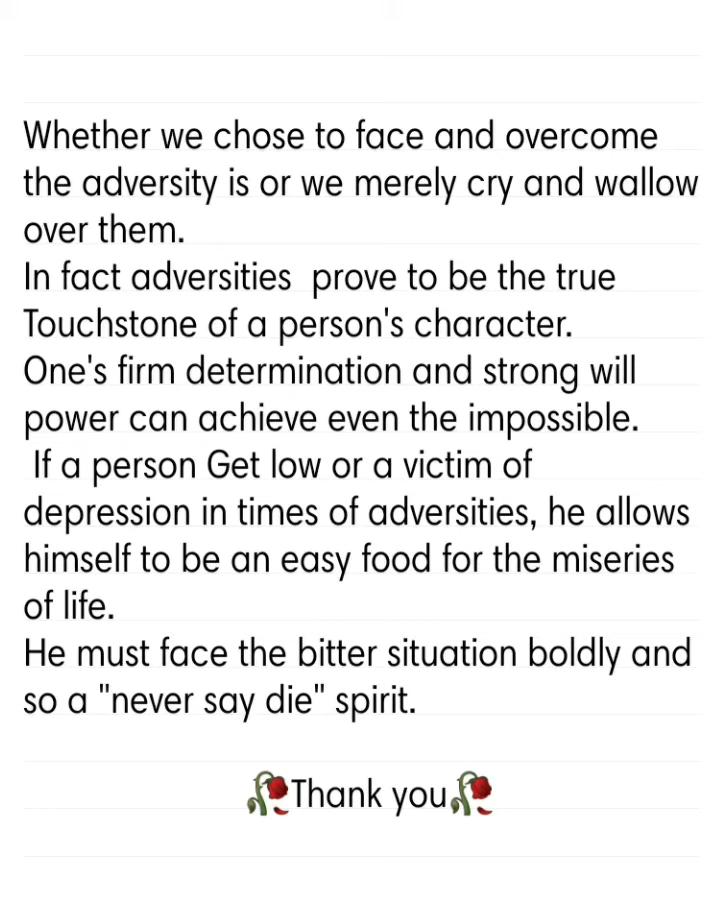 Whether we chose to face and overcome
the adversity is or we merely cry and wallow
over them.
In fact adversities  prove to be the true
Touchstone of a person's character.
One's firm determination and strong will
power can achieve even the impossible.
If a person Get low or a victim of
depression in times of adversities, he allows
himself to be an easy food for the miseries
of life.
He must face the bitter situation boldly and
so a "never say die" spirit.
🥀Thank you🥀